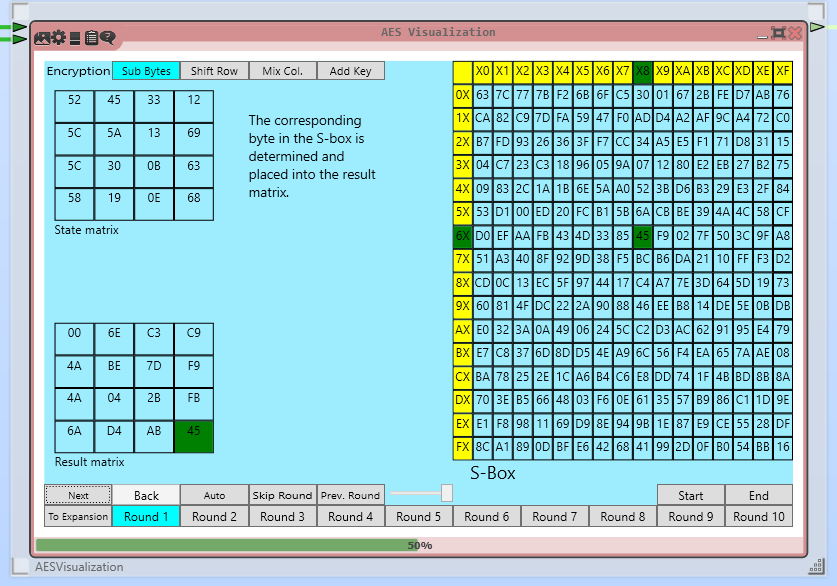 AES Visualization
Encryption Sub Bytes Shift Row Mix Col. Add Key
52 45 33 12
5C 5A 13 69
5C 30 0B 63
58 19 0E 68
State matrix
The corresponding
byte in the S-box is
determined and
placed into the result
matrix.
00 6E C3 C9
4A BE 7D F9
4A 04 2B FB
6A D4 AB 45
Result matrix
X0 X1 X2 X3 X4 X5 X6 X7 X8 X9 XA XB XC XD XE XF
0X 63 7C 77 7B F2 6B 6F C5 30 01 67 2B FE D7 AB 76
1X CA 82 C9 7D FA 59 47 F0 AD D4 A2 AF 9C A4 72 C0
2X B7 FD 93 26 36 3F F7 CC 34 A5 E5 F1 71 D8 31 15
3X 04 C7 23 C3 18 96 05 9A 07 12 80 E2 EB 27 B2 75
4X 09 83 2C 1A 1B 6E 5A A0 52 3B D6 B3 29 E3 2F 84
5X 53 D1 00 ED 20 FC B1 5B 6A CB BE 39 4A 4C 58 CF
6X D0 EF AA FB 43 4D 33 85 45 F9 02 7F 50 3C 9F A8
7X 51 A3 40 8F 92 9D 38 F5 BC B6 DA 21 10 FF F3 D2
8X CD 0C 13 EC 5F 97 44 17 C4 A7 7E 3D 64 5D 19 73
9X 60 81 4F DC 22 2A 90 88 46 EE B8 14 DE 5E 0B DB
AX E0 32 3A 0A 49 06 24 5C C2 D3 AC 62 91 95 E4 79
BX E7 C8 37 6D 8D D5 4E A9 6C 56 F4 EA 65 7A AE 08
CX BA 78 25 2E 1C A6 B4 C6 E8 DD 74 1F 4B BD 8B 8A
DX 70 3E B5 66 48 03 F6 0E 61 35 57 B9 86 C1 1D 9E
EX E1 F8 98 11 69 D9 8E 94 9B 1E 87 E9 CE 55 28 DF
FX 8C A1 89 0D BF E6 42 68 41 99 2D 0F B0 54 BB 16
S-Box
Next Back Auto Skip Round Prev. Round Start End
To Expansion Round 1 Round 2 Round 3 Round 4 Round 5 Round 6 Round 7 Round 8 Round 9 Round 10
50%
AESVisualization